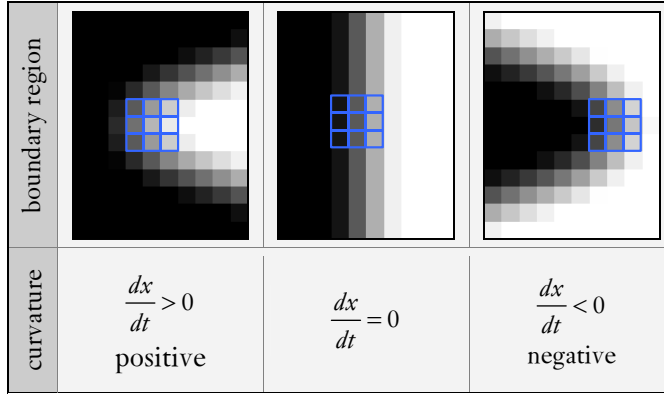 boundary region
curvature
dx/dt > 0
positive
dx/dt = 0
dx/dt < 0
negative